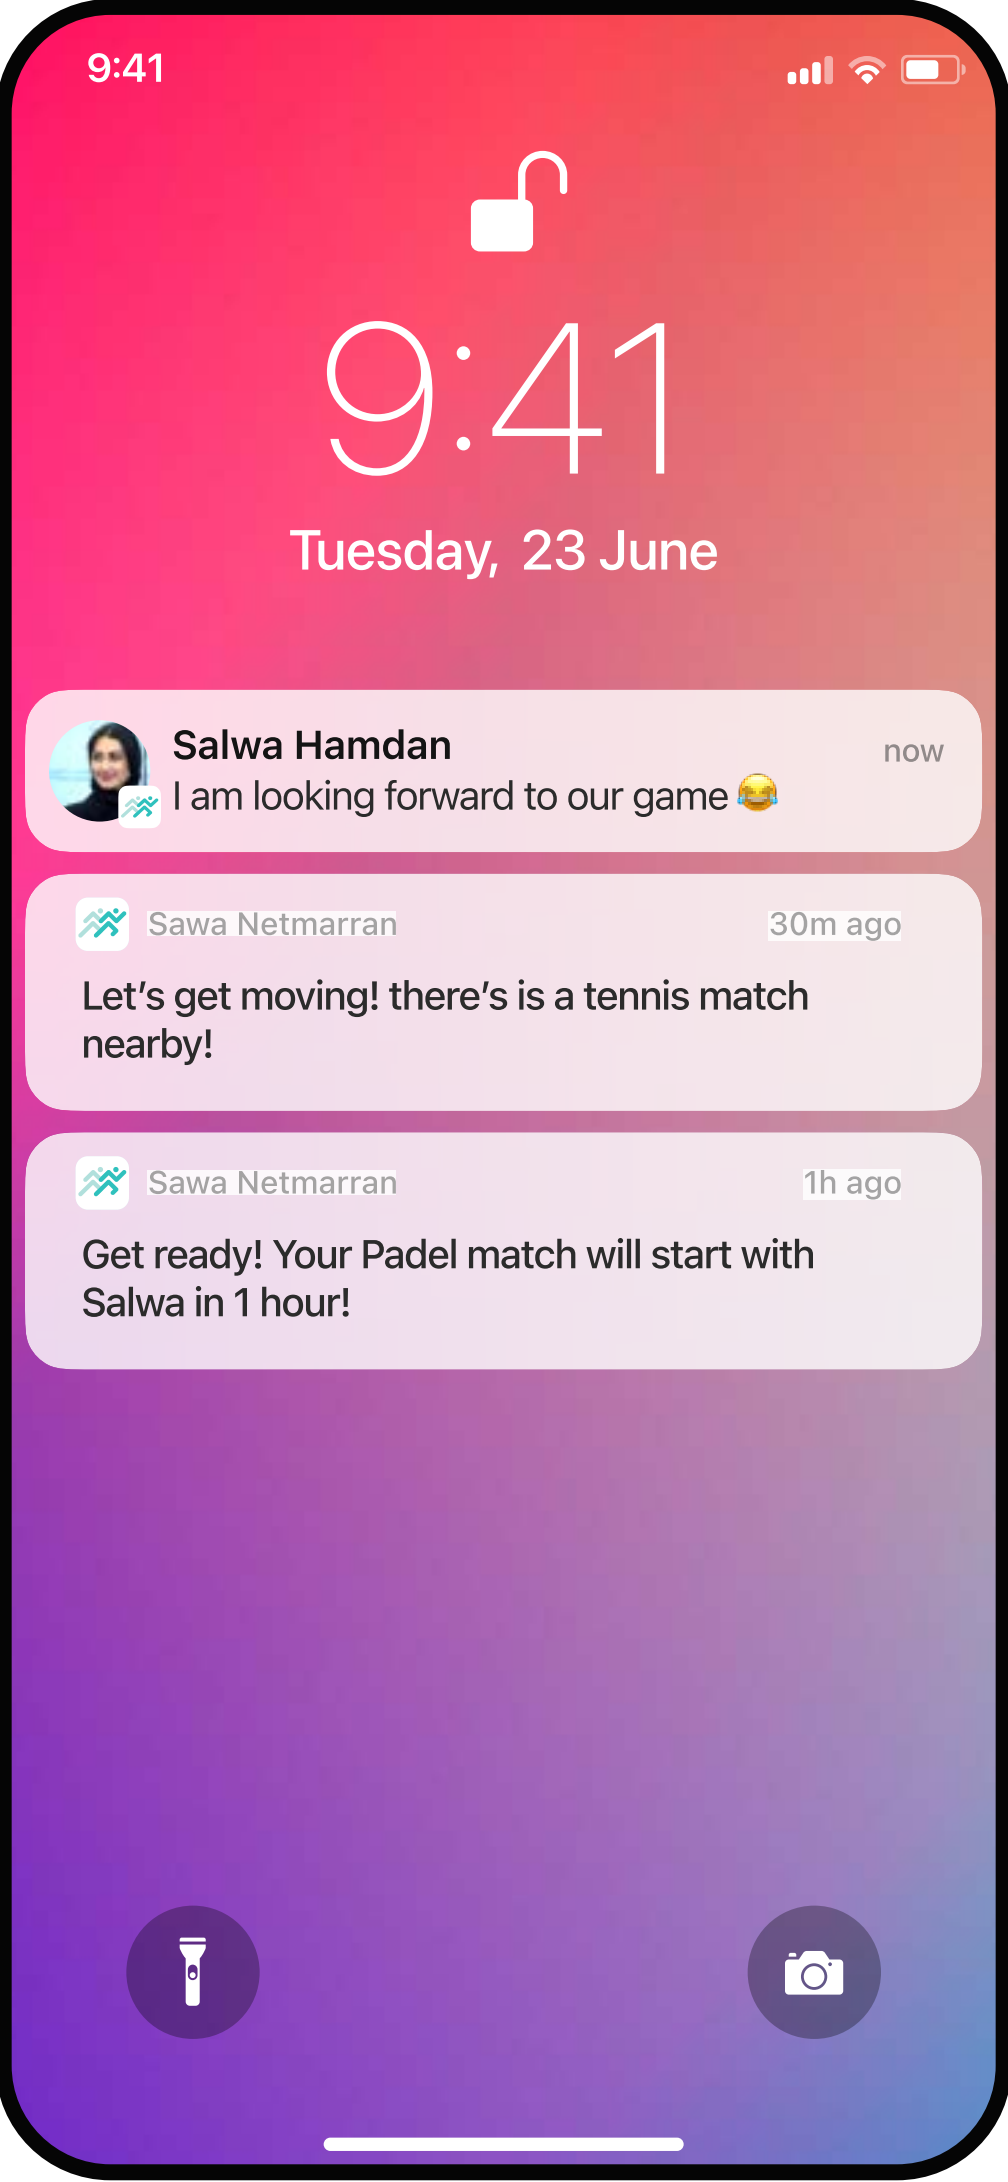 9:41
9:41
Tuesday, 23 June
Salwa Hamdan
now
I am looking forward to our game 😂
Sawa Netmarran
30m ago
Let’s get moving! there’s is a tennis match
nearby!
Sawa Netmarran
1h ago
Get ready! Your Padel match will start with
Salwa in 1 hour!